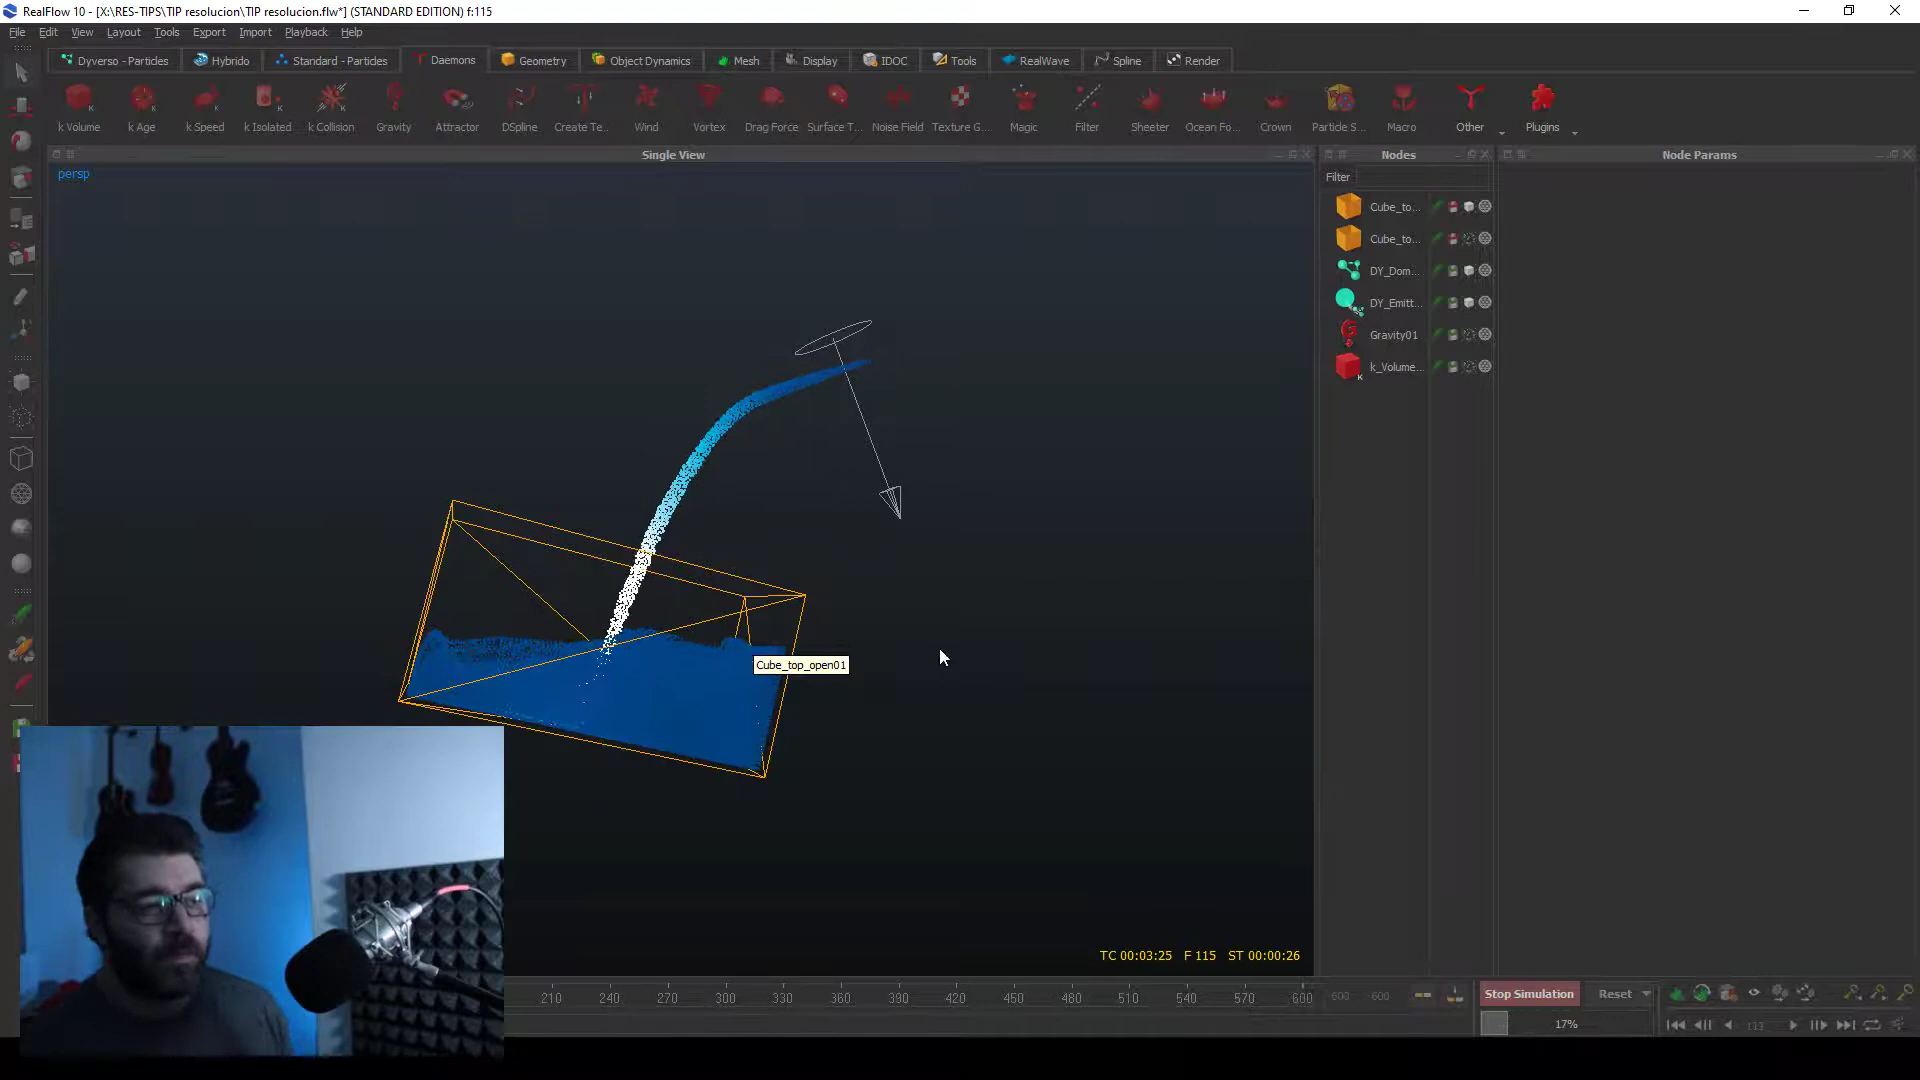 RealFlow 10 - [X:\RES-TIPS\TIP resolucion\TIP resolucion.flw*] (STANDARD EDITION) f:115
File Edit View Layout Tools Export Import Playback Help
Dyverso - Particles Hybrido Standard - Particles Daemons Geometry Object Dynamics Mesh Display IDOC Tools RealWave Spline Render
k Volume k Age k Speed k Isolated k Collision Gravity Attractor DSpline Create Te... Wind Vortex Drag Force Surface T... Noise Field Texture G... Magic Filter Sheeter Ocean Fo... Crown Particle S... Macro Other Plugins
Single View Nodes Node Params
persp
Filter
Cube_to...
Cube_to...
DY_Dom...
DY_Emitt...
Gravity01
k_Volume...
Cube_top_open01
TC 00:03:25 F 115 ST 00:00:26
210 240 270 300 330 360 390 420 450 480 510 540 570 600 600 600
Stop Simulation Reset
17% 113